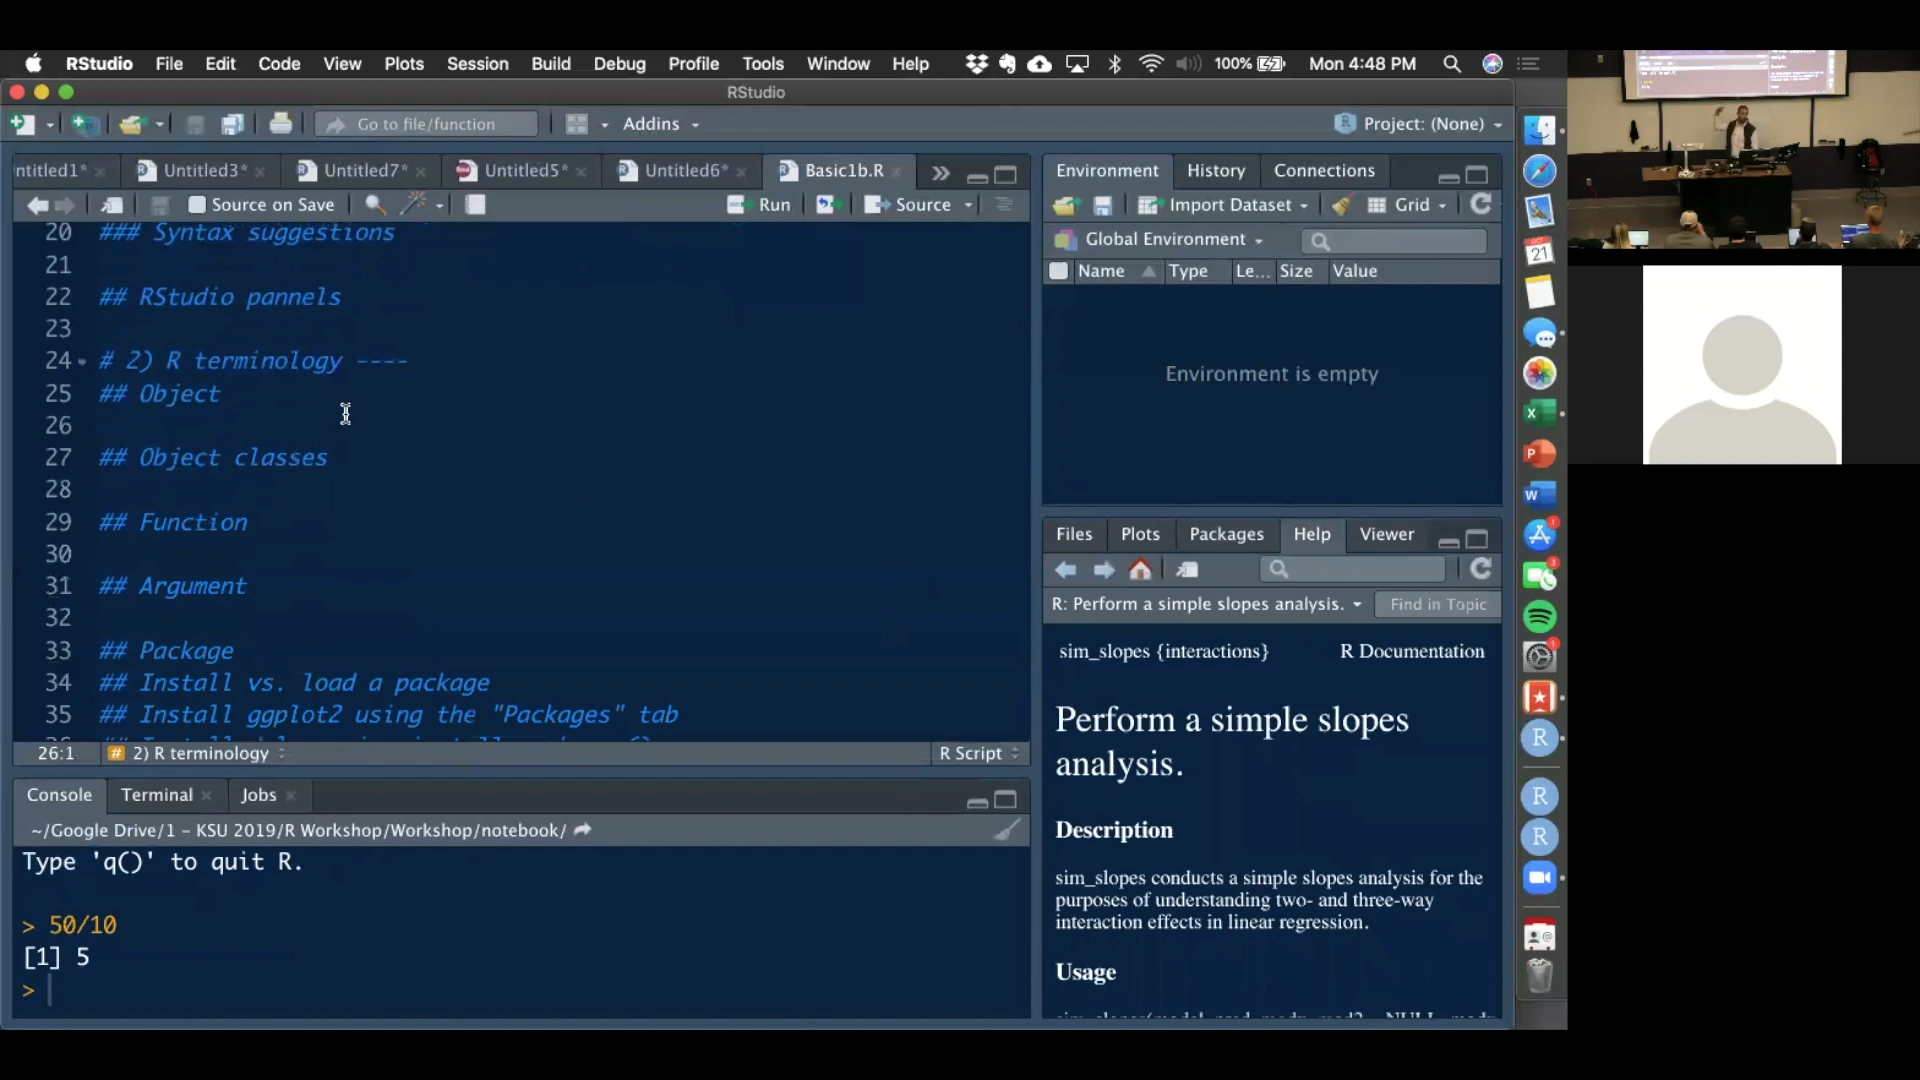 RStudio File Edit Code View Plots Session Build Debug Profile Tools Window Help 100% Mon 4:48 PM
RStudio
Go to file/function Addins Project: (None)
ntitled1* Untitled3* Untitled7* Untitled5* Untitled6* Basic1b.R
Source on Save Run Source
20 ### Syntax suggestions
21
22 ## RStudio pannels
23
24 # 2) R terminology ----
25 ## Object
26
27 ## Object classes
28
29 ## Function
30
31 ## Argument
32
33 ## Package
34 ## Install vs. load a package
35 ## Install ggplot2 using the "Packages" tab
26:1 2) R terminology R Script
Console Terminal Jobs
~/Google Drive/1 - KSU 2019/R Workshop/Workshop/notebook/
Type 'q()' to quit R.
> 50/10
[1] 5
>
Environment History Connections
Import Dataset Grid
Global Environment
Name Type Le... Size Value
Environment is empty
Files Plots Packages Help Viewer
R: Perform a simple slopes analysis. Find in Topic
sim_slopes {interactions} R Documentation
Perform a simple slopes
analysis.
Description
sim_slopes conducts a simple slopes analysis for the
purposes of understanding two- and three-way
interaction effects in linear regression.
Usage
OCT
21
X
P
W
1
3
1
R
R
R